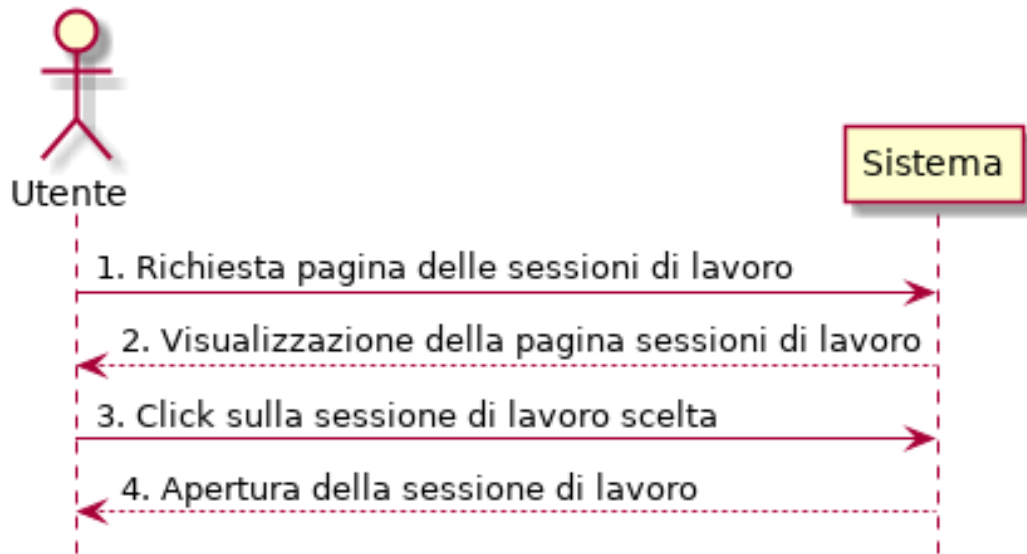 Utente
Sistema
1. Richiesta pagina delle sessioni di lavoro
2. Visualizzazione della pagina sessioni di lavoro
3. Click sulla sessione di lavoro scelta
4. Apertura della sessione di lavoro